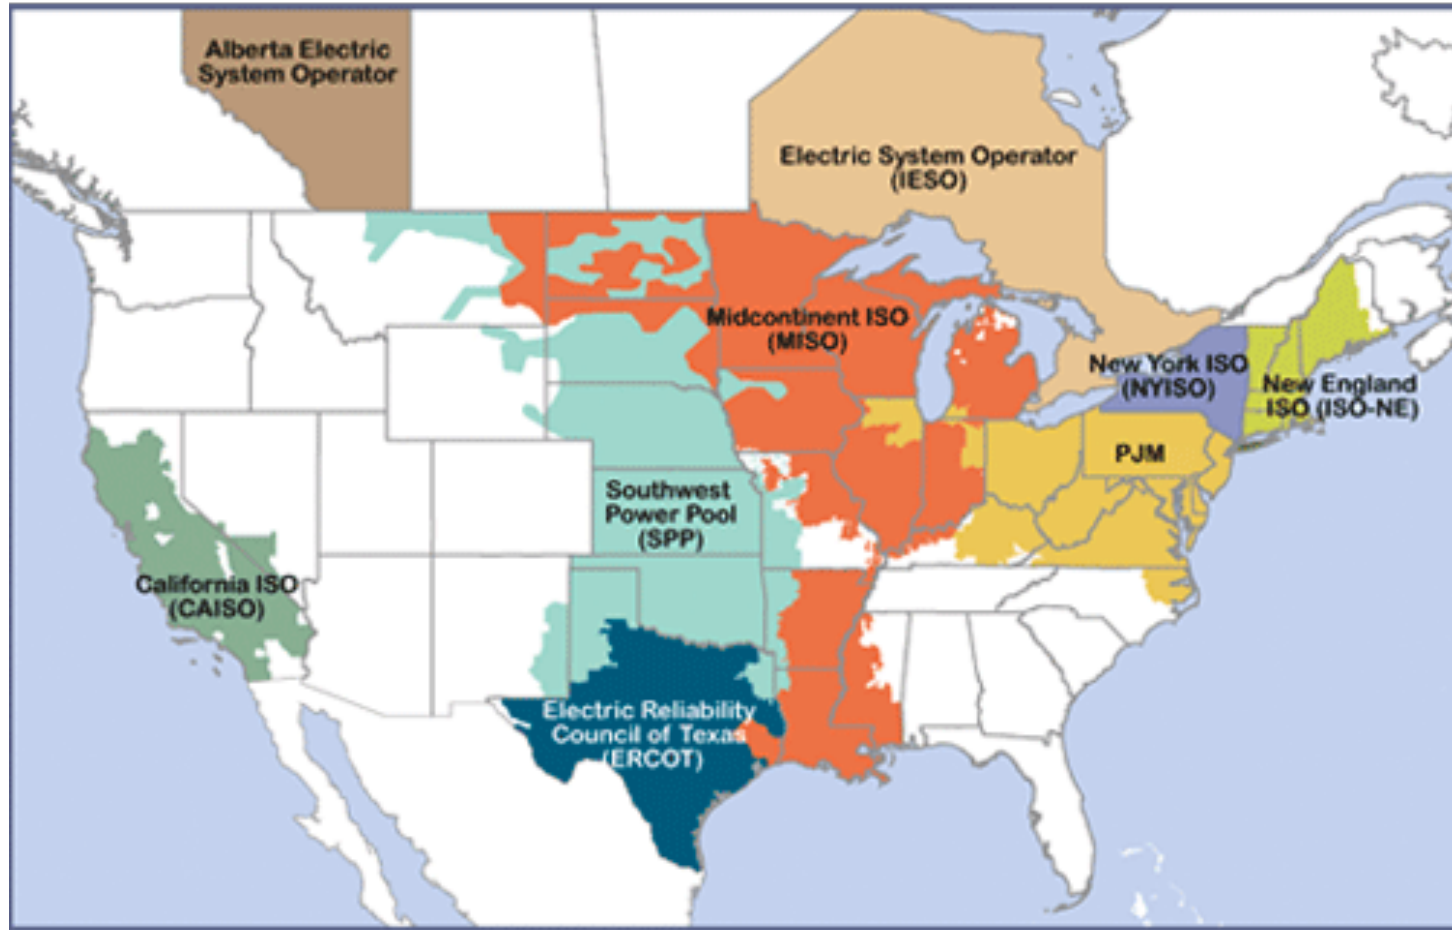 Alberta Electric
System Operator
Electric System Operator
(IESO)
Midcontinent ISO
(MISO)
New York ISO
(NYISO)
New England
ISO (ISO-NE)
PJM
Southwest
Power Pool
(SPP)
California ISO
(CAISO)
Electric Reliability
Council of Texas
(ERCOT)